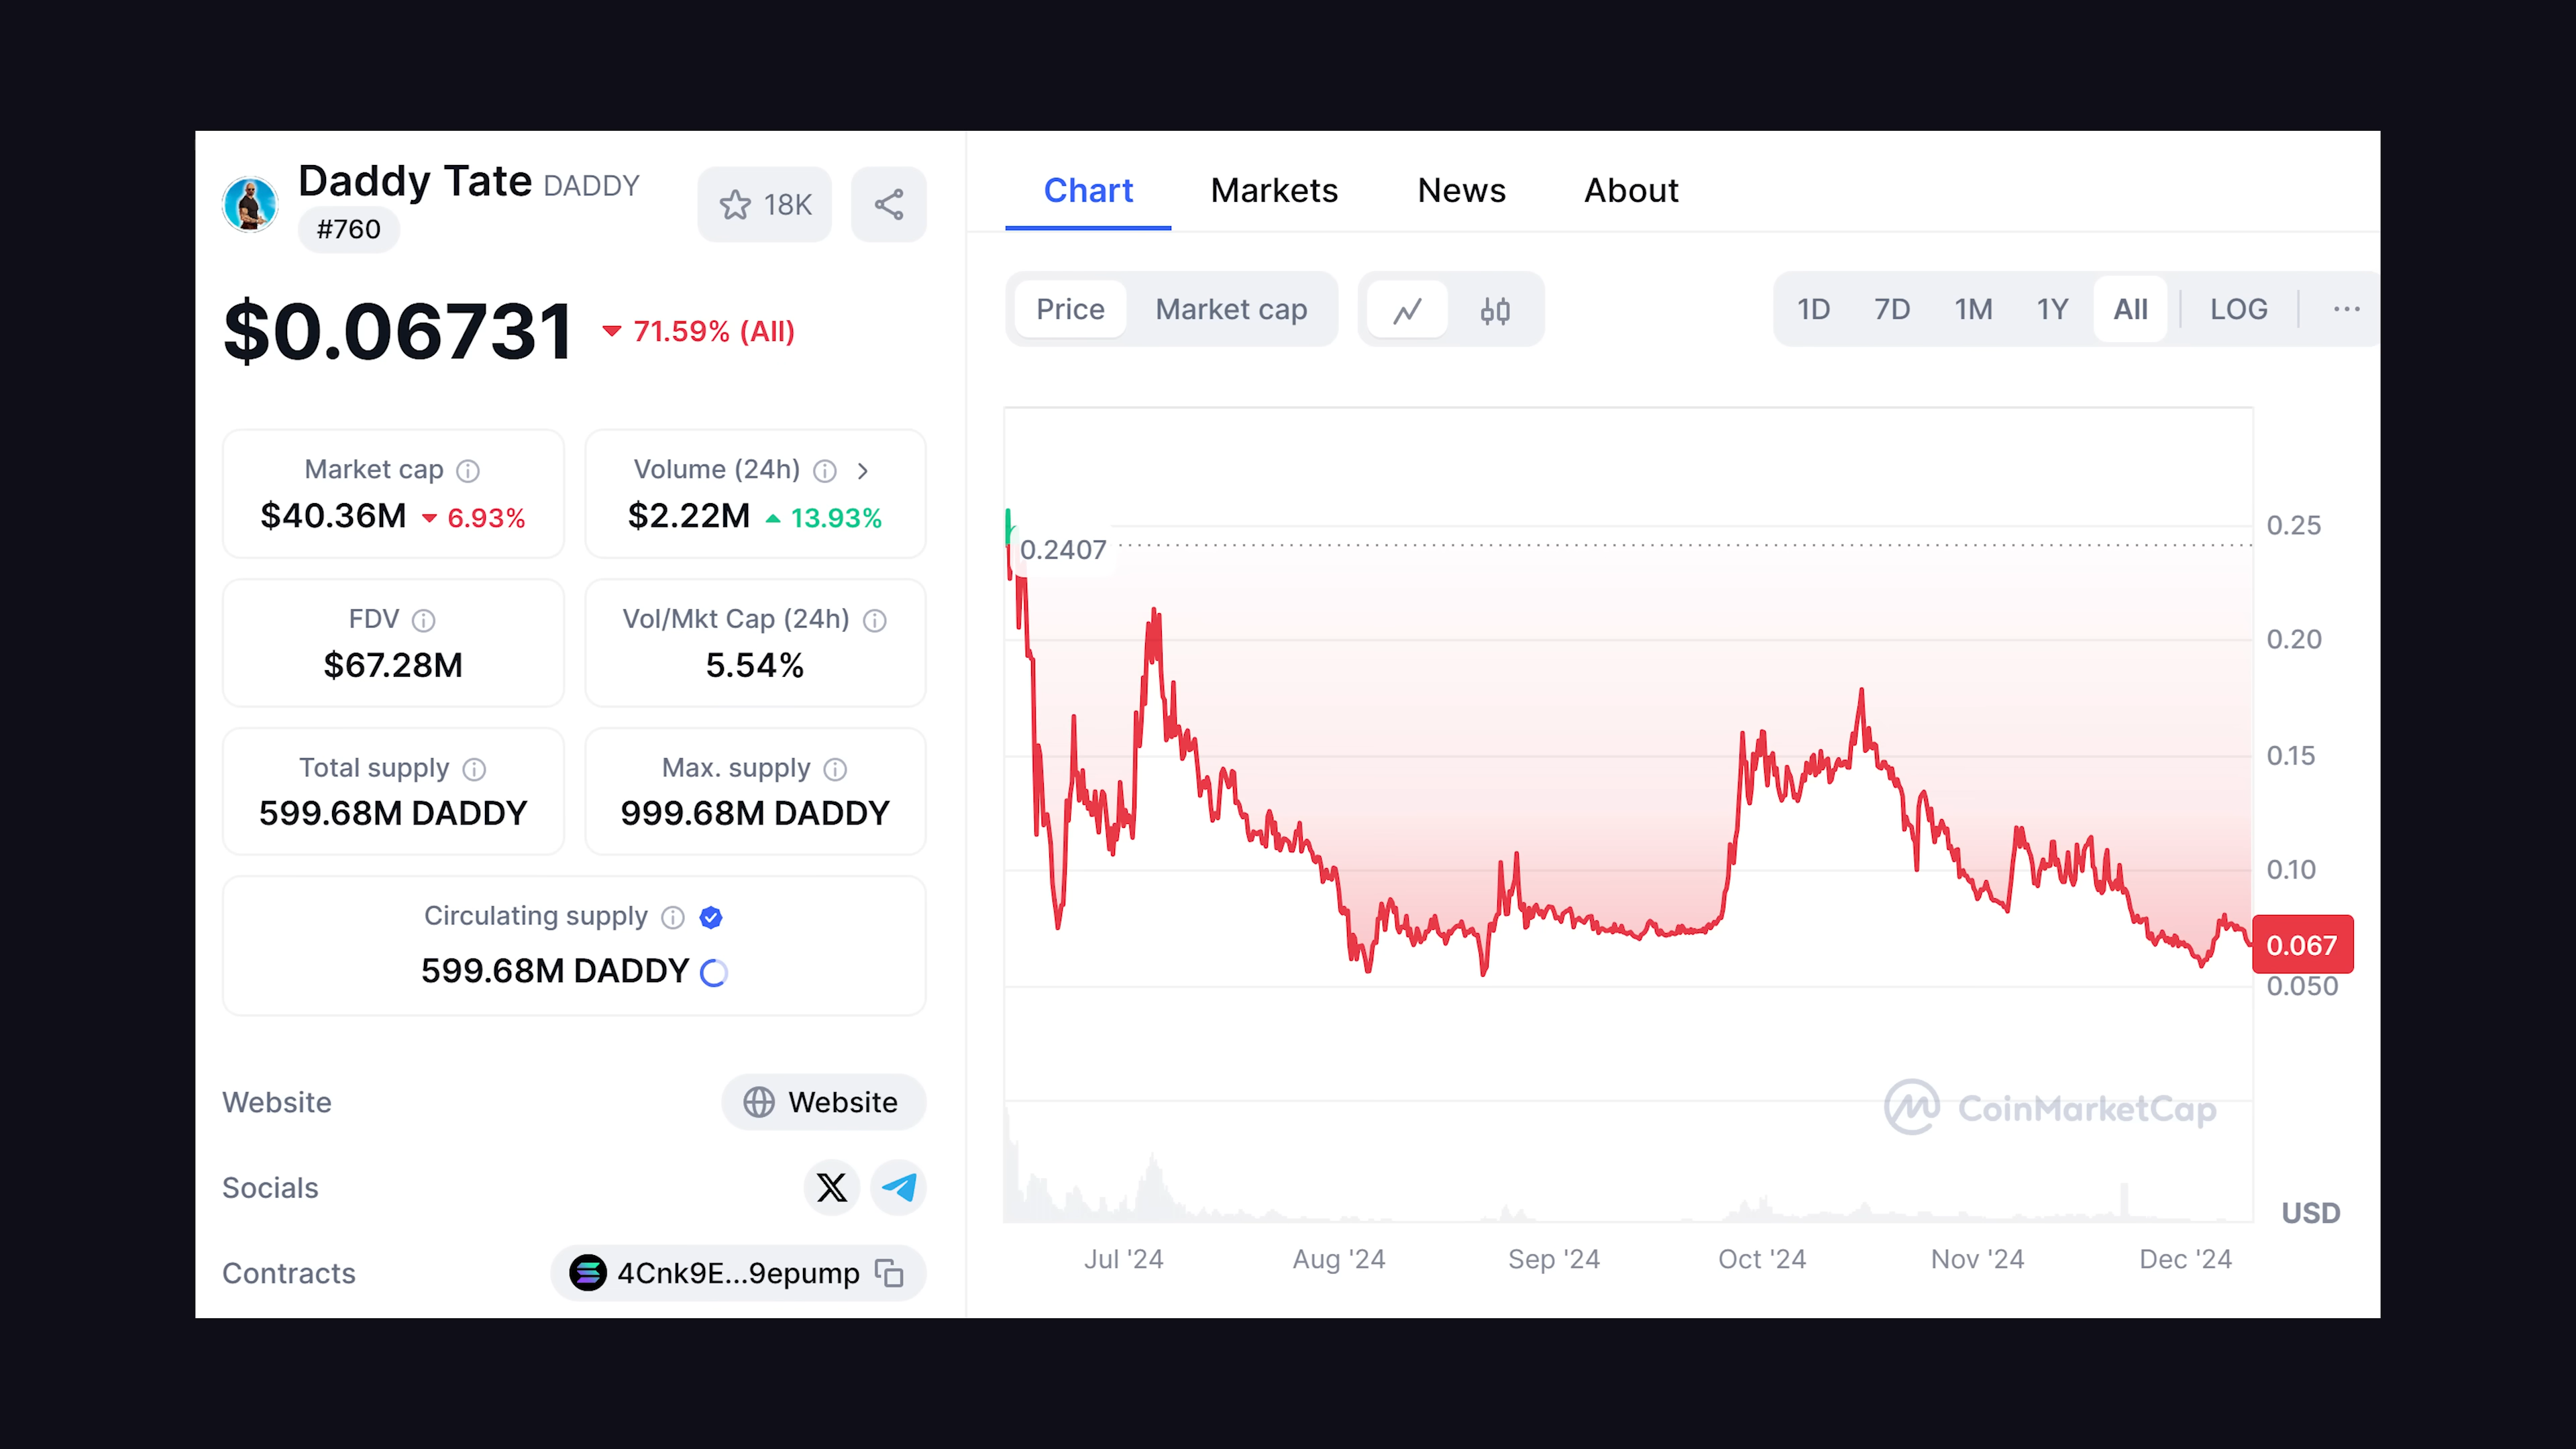 Daddy Tate DADDY
#760
18K
$0.06731 71.59% (All)
Market cap
$40.36M 6.93%
Volume (24h)
$2.22M 13.93%
FDV
$67.28M
Vol/Mkt Cap (24h)
5.54%
Total supply
599.68M DADDY
Max. supply
999.68M DADDY
Circulating supply
599.68M DADDY
Website
Website
Socials
Contracts
4Cnk9E...9epump
Chart Markets News About
Price Market cap
1D 7D 1M 1Y All LOG
0.2407
0.25
0.20
0.15
0.10
0.067
0.050
CoinMarketCap
USD
Jul '24 Aug '24 Sep '24 Oct '24 Nov '24 Dec '24